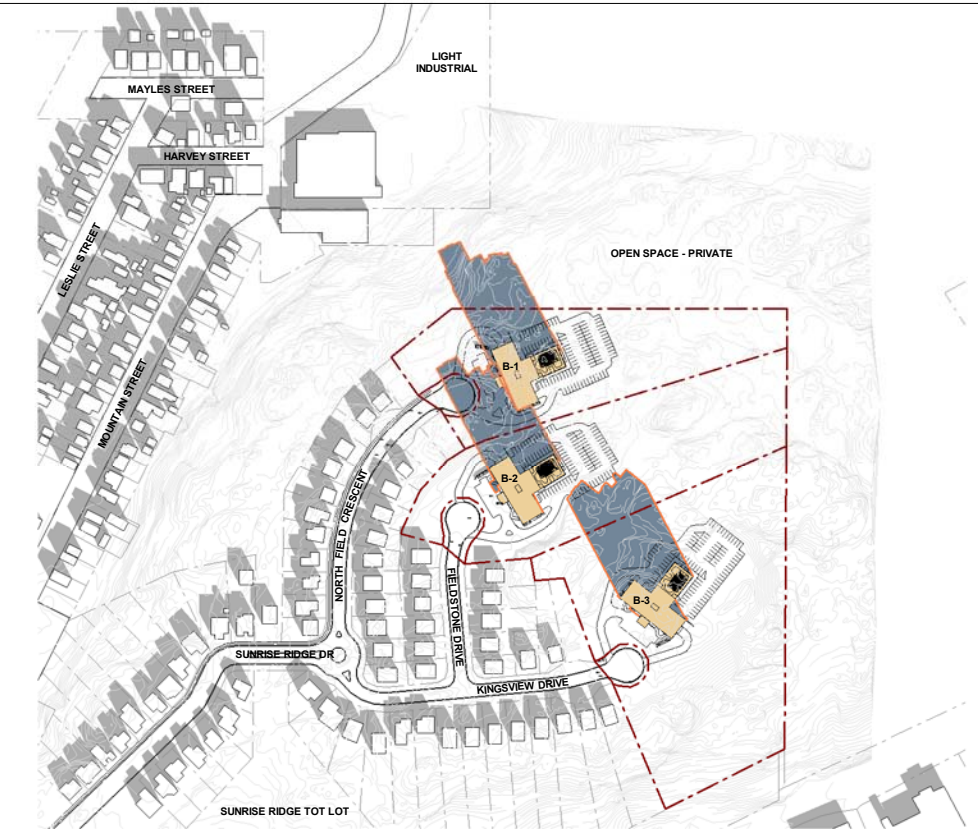 LIGHT
INDUSTRIAL
MAYLES STREET
HARVEY STREET
LESLIE STREET
OPEN SPACE - PRIVATE
MOUNTAIN STREET
B-1
B-2
NORTH FIELD CRESCENT
FIELDSTONE DRIVE
B-3
SUNRISE RIDGE DR
KINGSVIEW DRIVE
SUNRISE RIDGE TOT LOT